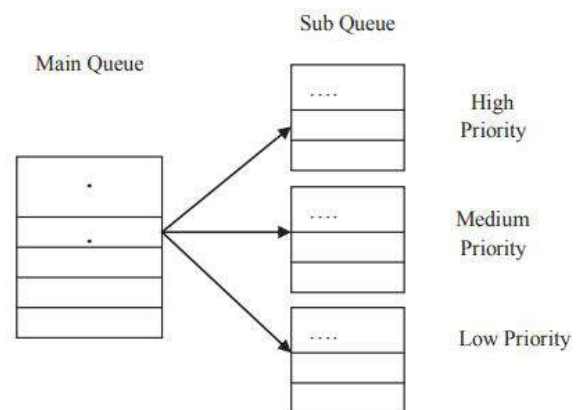 Sub Queue
Main Queue
....
High
Priority
....
Medium
Priority
....
Low Priority